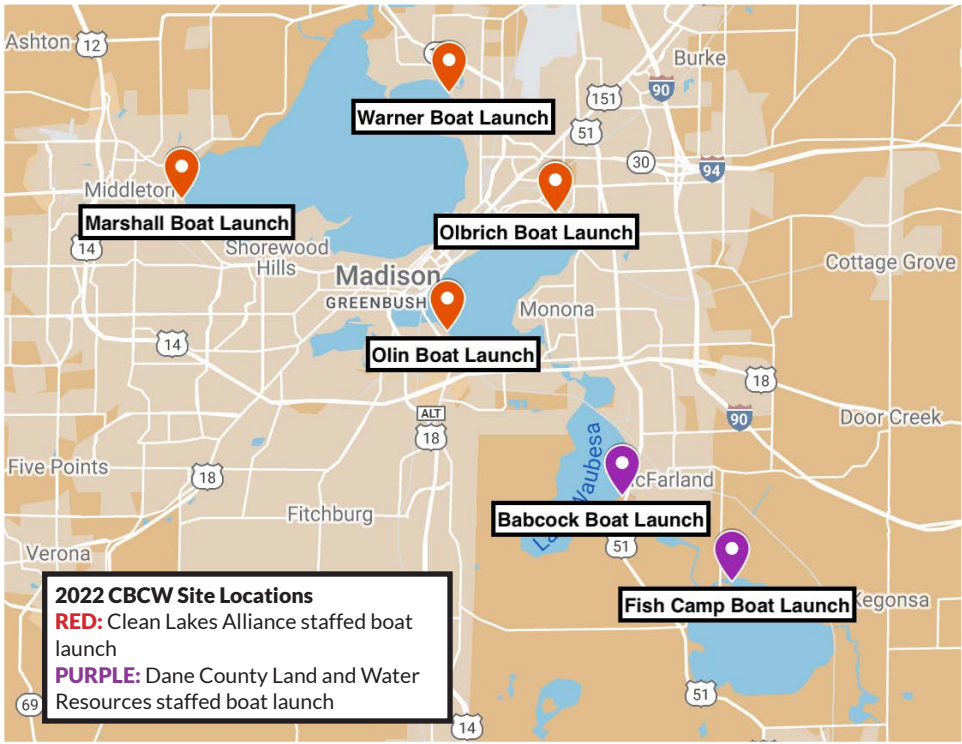 Ashton
12
Burke
90
151
Warner Boat Launch
51
30
94
Middleton
Marshall Boat Launch
Olbrich Boat Launch
14
Shorewood
Hills
Cottage Grove
Madison
GREENBUSH
Monona
14
Olin Boat Launch
18
ALT
18
90
Door Creek
Five Points
18
Waubesa
McFarland
Fitchburg
Babcock Boat Launch
51
Verona
Fish Camp Boat Launch
Kegonsa
2022 CBCW Site Locations
RED: Clean Lakes Alliance staffed boat
launch
PURPLE: Dane County Land and Water
Resources staffed boat launch
69
51
14